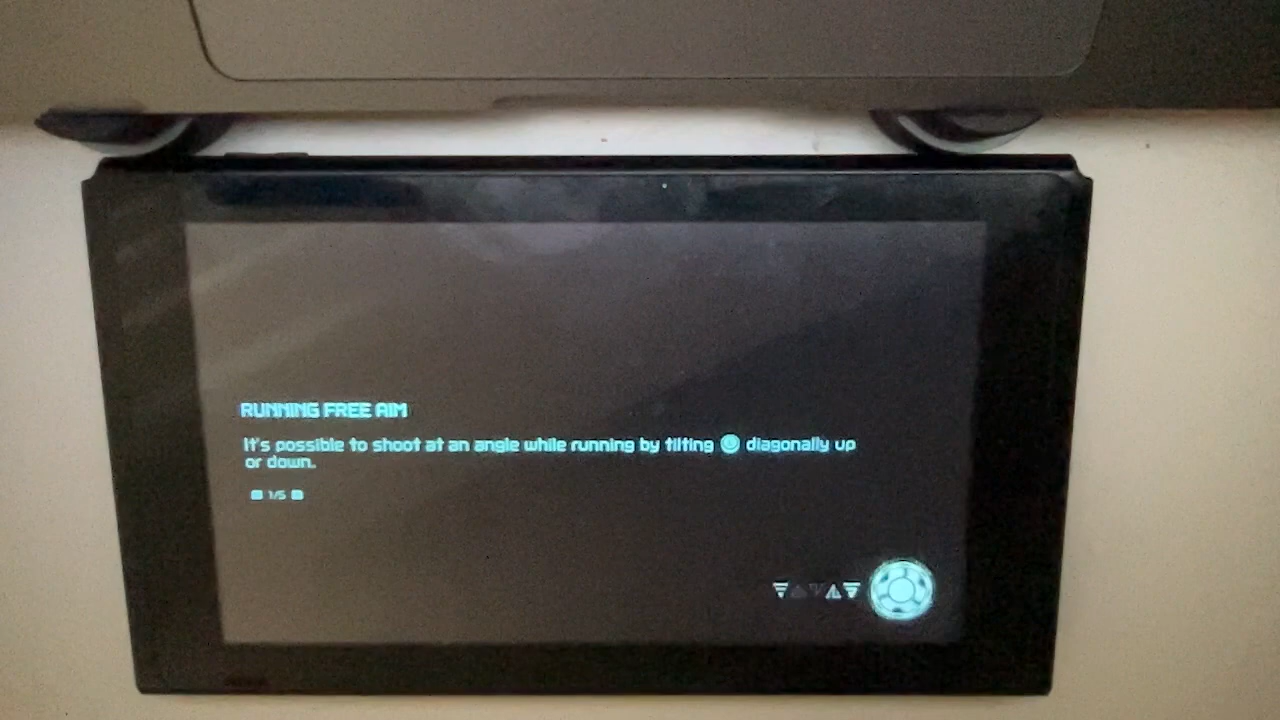 RUNNING FREE AIM
It's possible to shoot at an angle while running by tilting L diagonally up
or down.
1/5